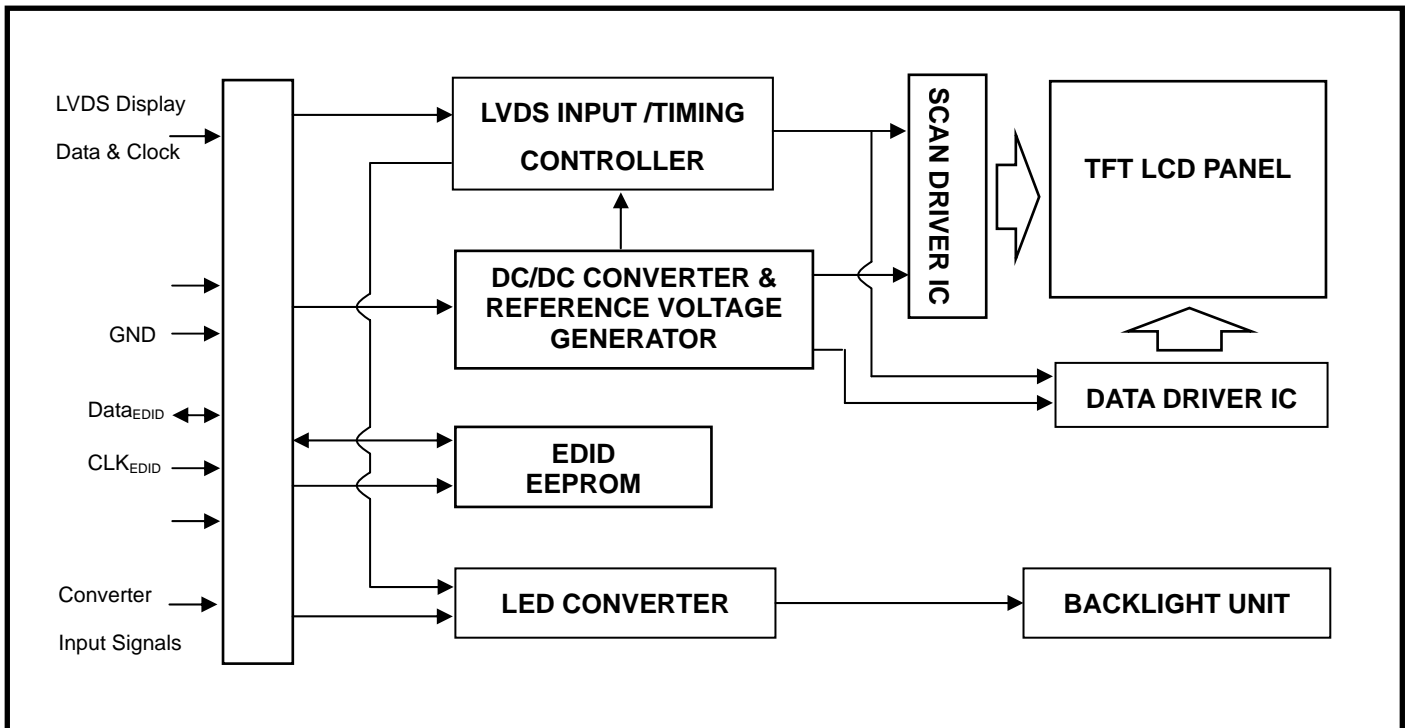 LVDS Display
Data & Clock
GND
DataEDID
CLKEDID
Converter
Input Signals
LVDS INPUT /TIMING
CONTROLLER
DC/DC CONVERTER &
REFERENCE VOLTAGE
GENERATOR
EDID
EEPROM
LED CONVERTER
SCAN DRIVER IC
TFT LCD PANEL
DATA DRIVER IC
BACKLIGHT UNIT